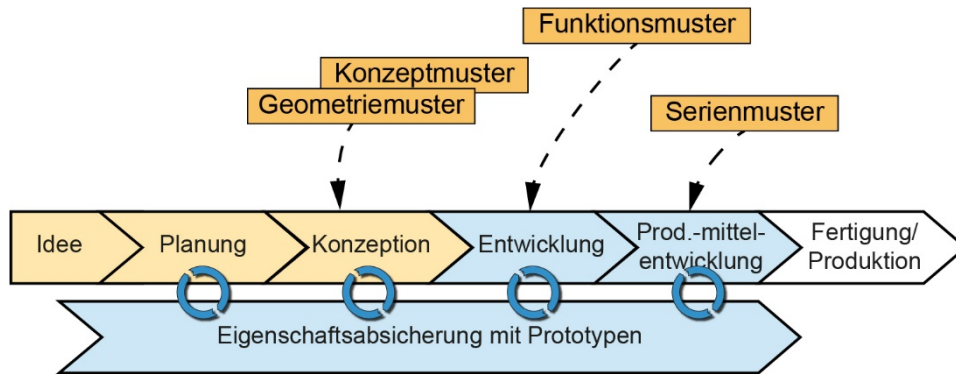 Funktionsmuster
Konzeptmuster
Geometriemuster
Serienmuster
Idee
Planung
Konzeption
Entwicklung
Prod.-mittel-
entwicklung
Fertigung/
Produktion
Eigenschaftsabsicherung mit Prototypen